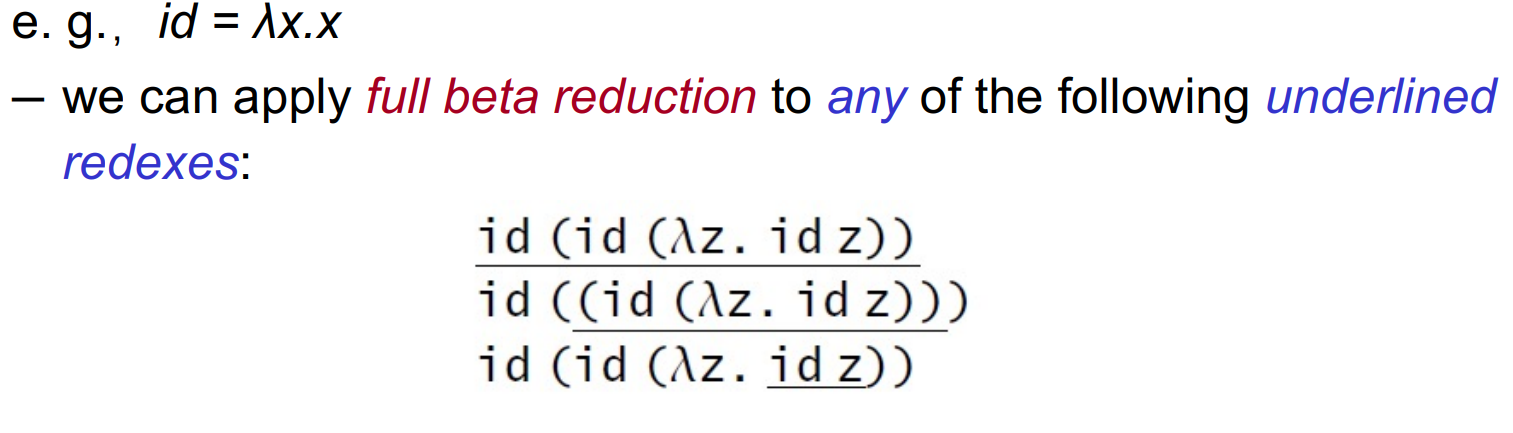 e. g., id = λx.x
– we can apply full beta reduction to any of the following underlined
redexes:
id (id (λz. id z))
id ((id (λz. id z)))
id (id (λz. id z))